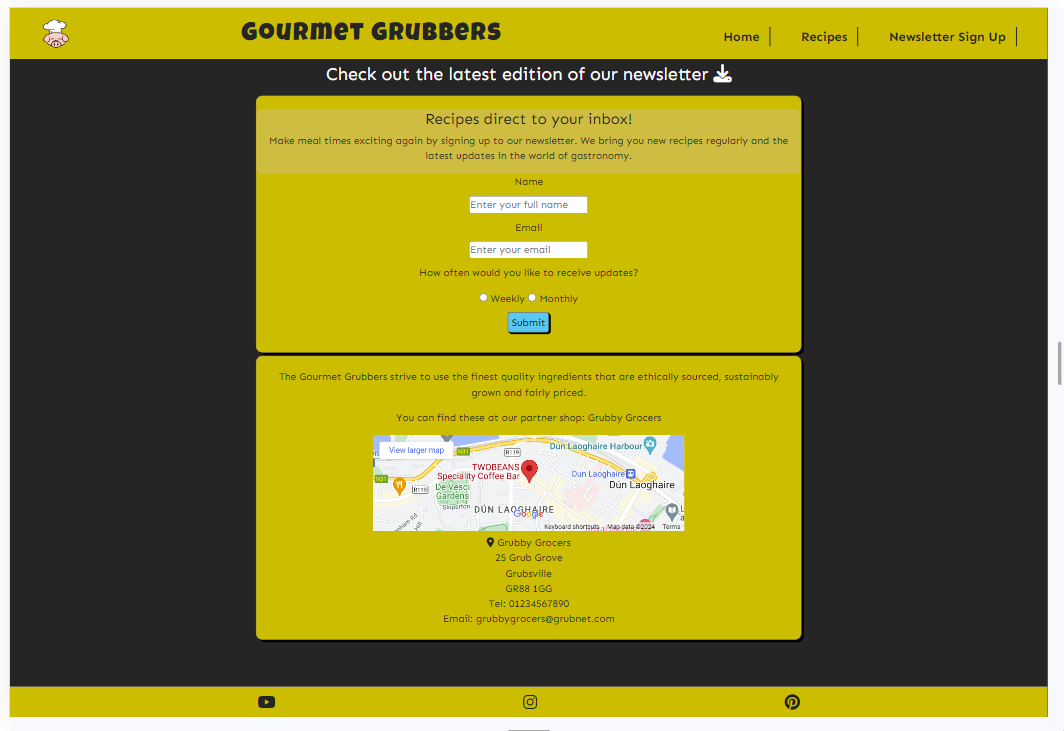 Gourmet Grubbers
Home
Recipes
Newsletter Sign Up
Check out the latest edition of our newsletter
Recipes direct to your inbox!
Make meal times exciting again by signing up to our newsletter. We bring you new recipes regularly and the
latest updates in the world of gastronomy.
Name
Enter your full name
Email
Enter your email
How often would you like to receive updates?
Weekly Monthly
Submit
The Gourmet Grubbers strive to use the finest quality ingredients that are ethically sourced, sustainably
grown and fairly priced.
You can find these at our partner shop: Grubby Grocers
View larger map
N31
R119
Dún Laoghaire Harbour
TWOBEANS
Speciality Coffee Bar
Dun Laoghaire
Dún Laoghaire
N31
R119
De Vesci
Gardens
Sloperton
DÚN LAOGHAIRE
Google
Keyboard shortcuts
Map data ©2024
Terms
Grubby Grocers
25 Grub Grove
Grubsville
GR88 1GG
Tel: 01234567890
Email: grubbygrocers@grubnet.com